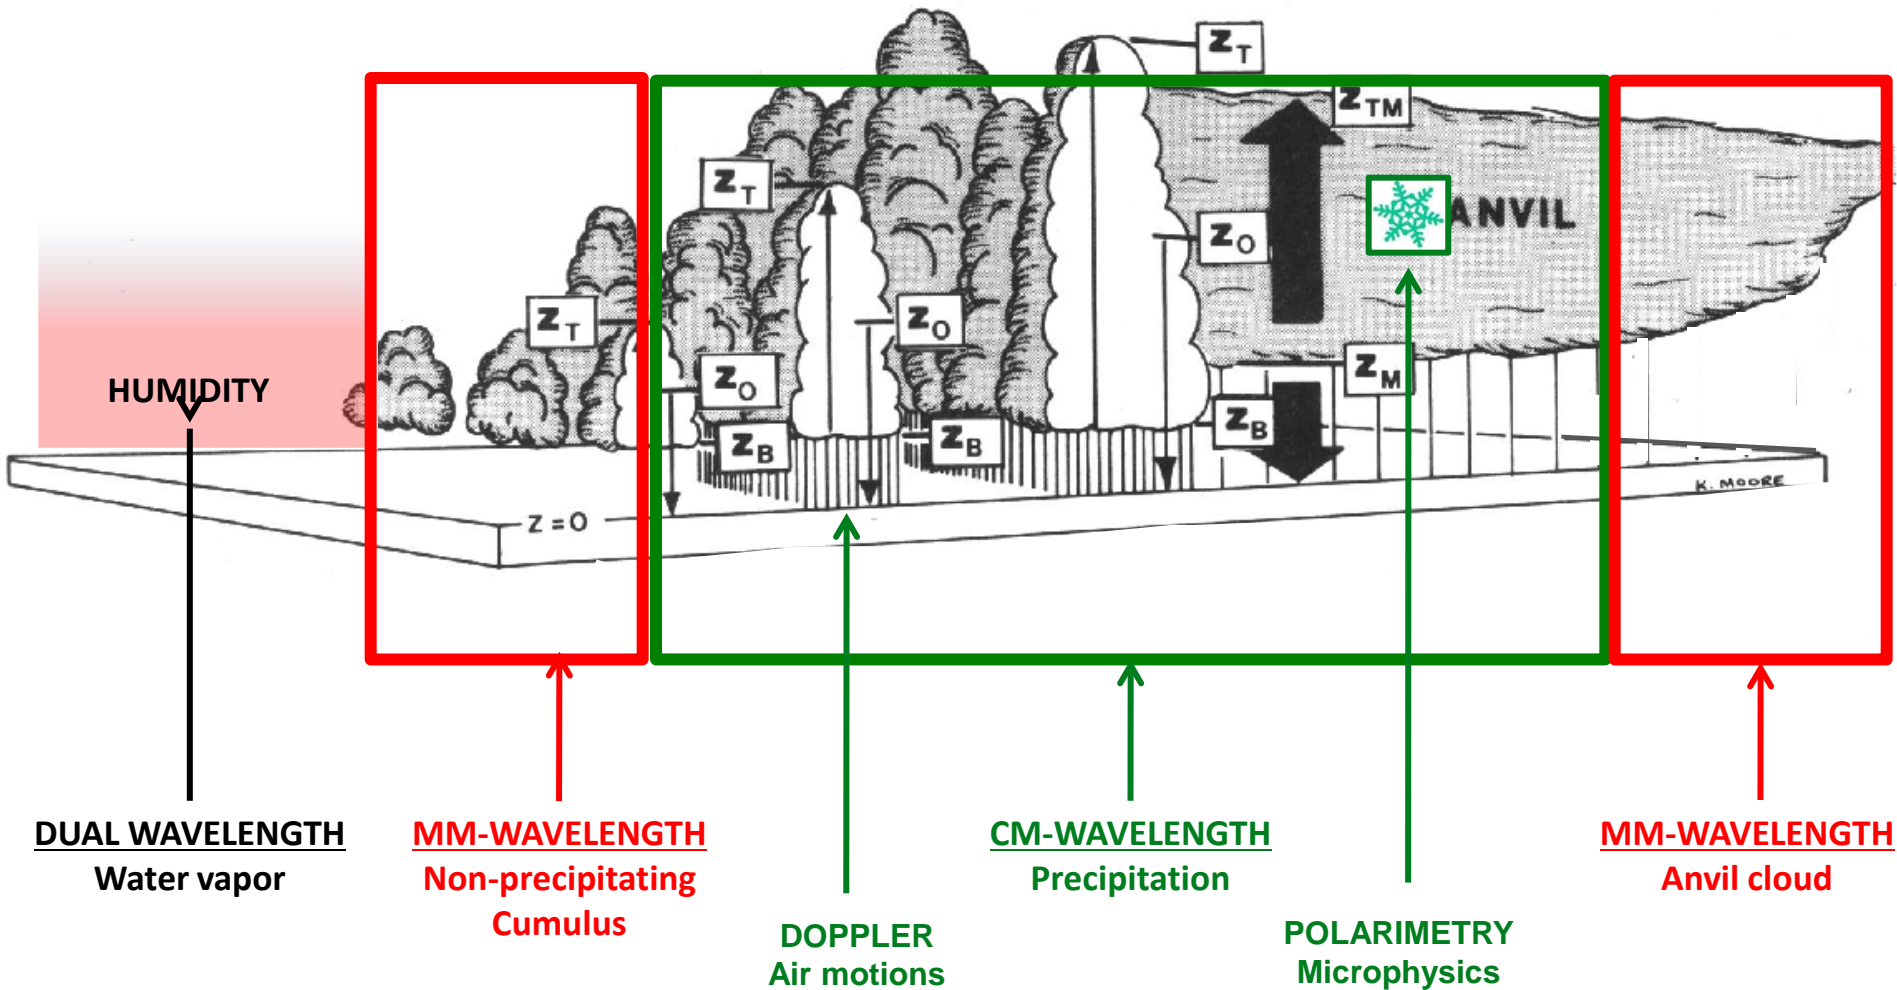 Z_T
Z_TM
Z_T
ANVIL
Z_O
Z_T
Z_O
Z_M
HUMIDITY
Z_O
Z_B
Z_B
Z_B
K. MOORE
Z=0
DUAL WAVELENGTH
Water vapor
MM-WAVELENGTH
Non-precipitating
Cumulus
CM-WAVELENGTH
Precipitation
MM-WAVELENGTH
Anvil cloud
DOPPLER
Air motions
POLARIMETRY
Microphysics